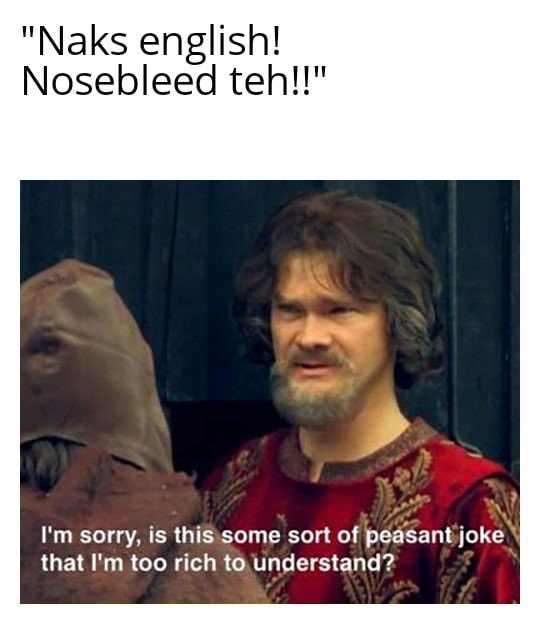 "Naks english!
Nosebleed teh!!"
I'm sorry, is this some sort of peasant joke
that I'm too rich to understand?